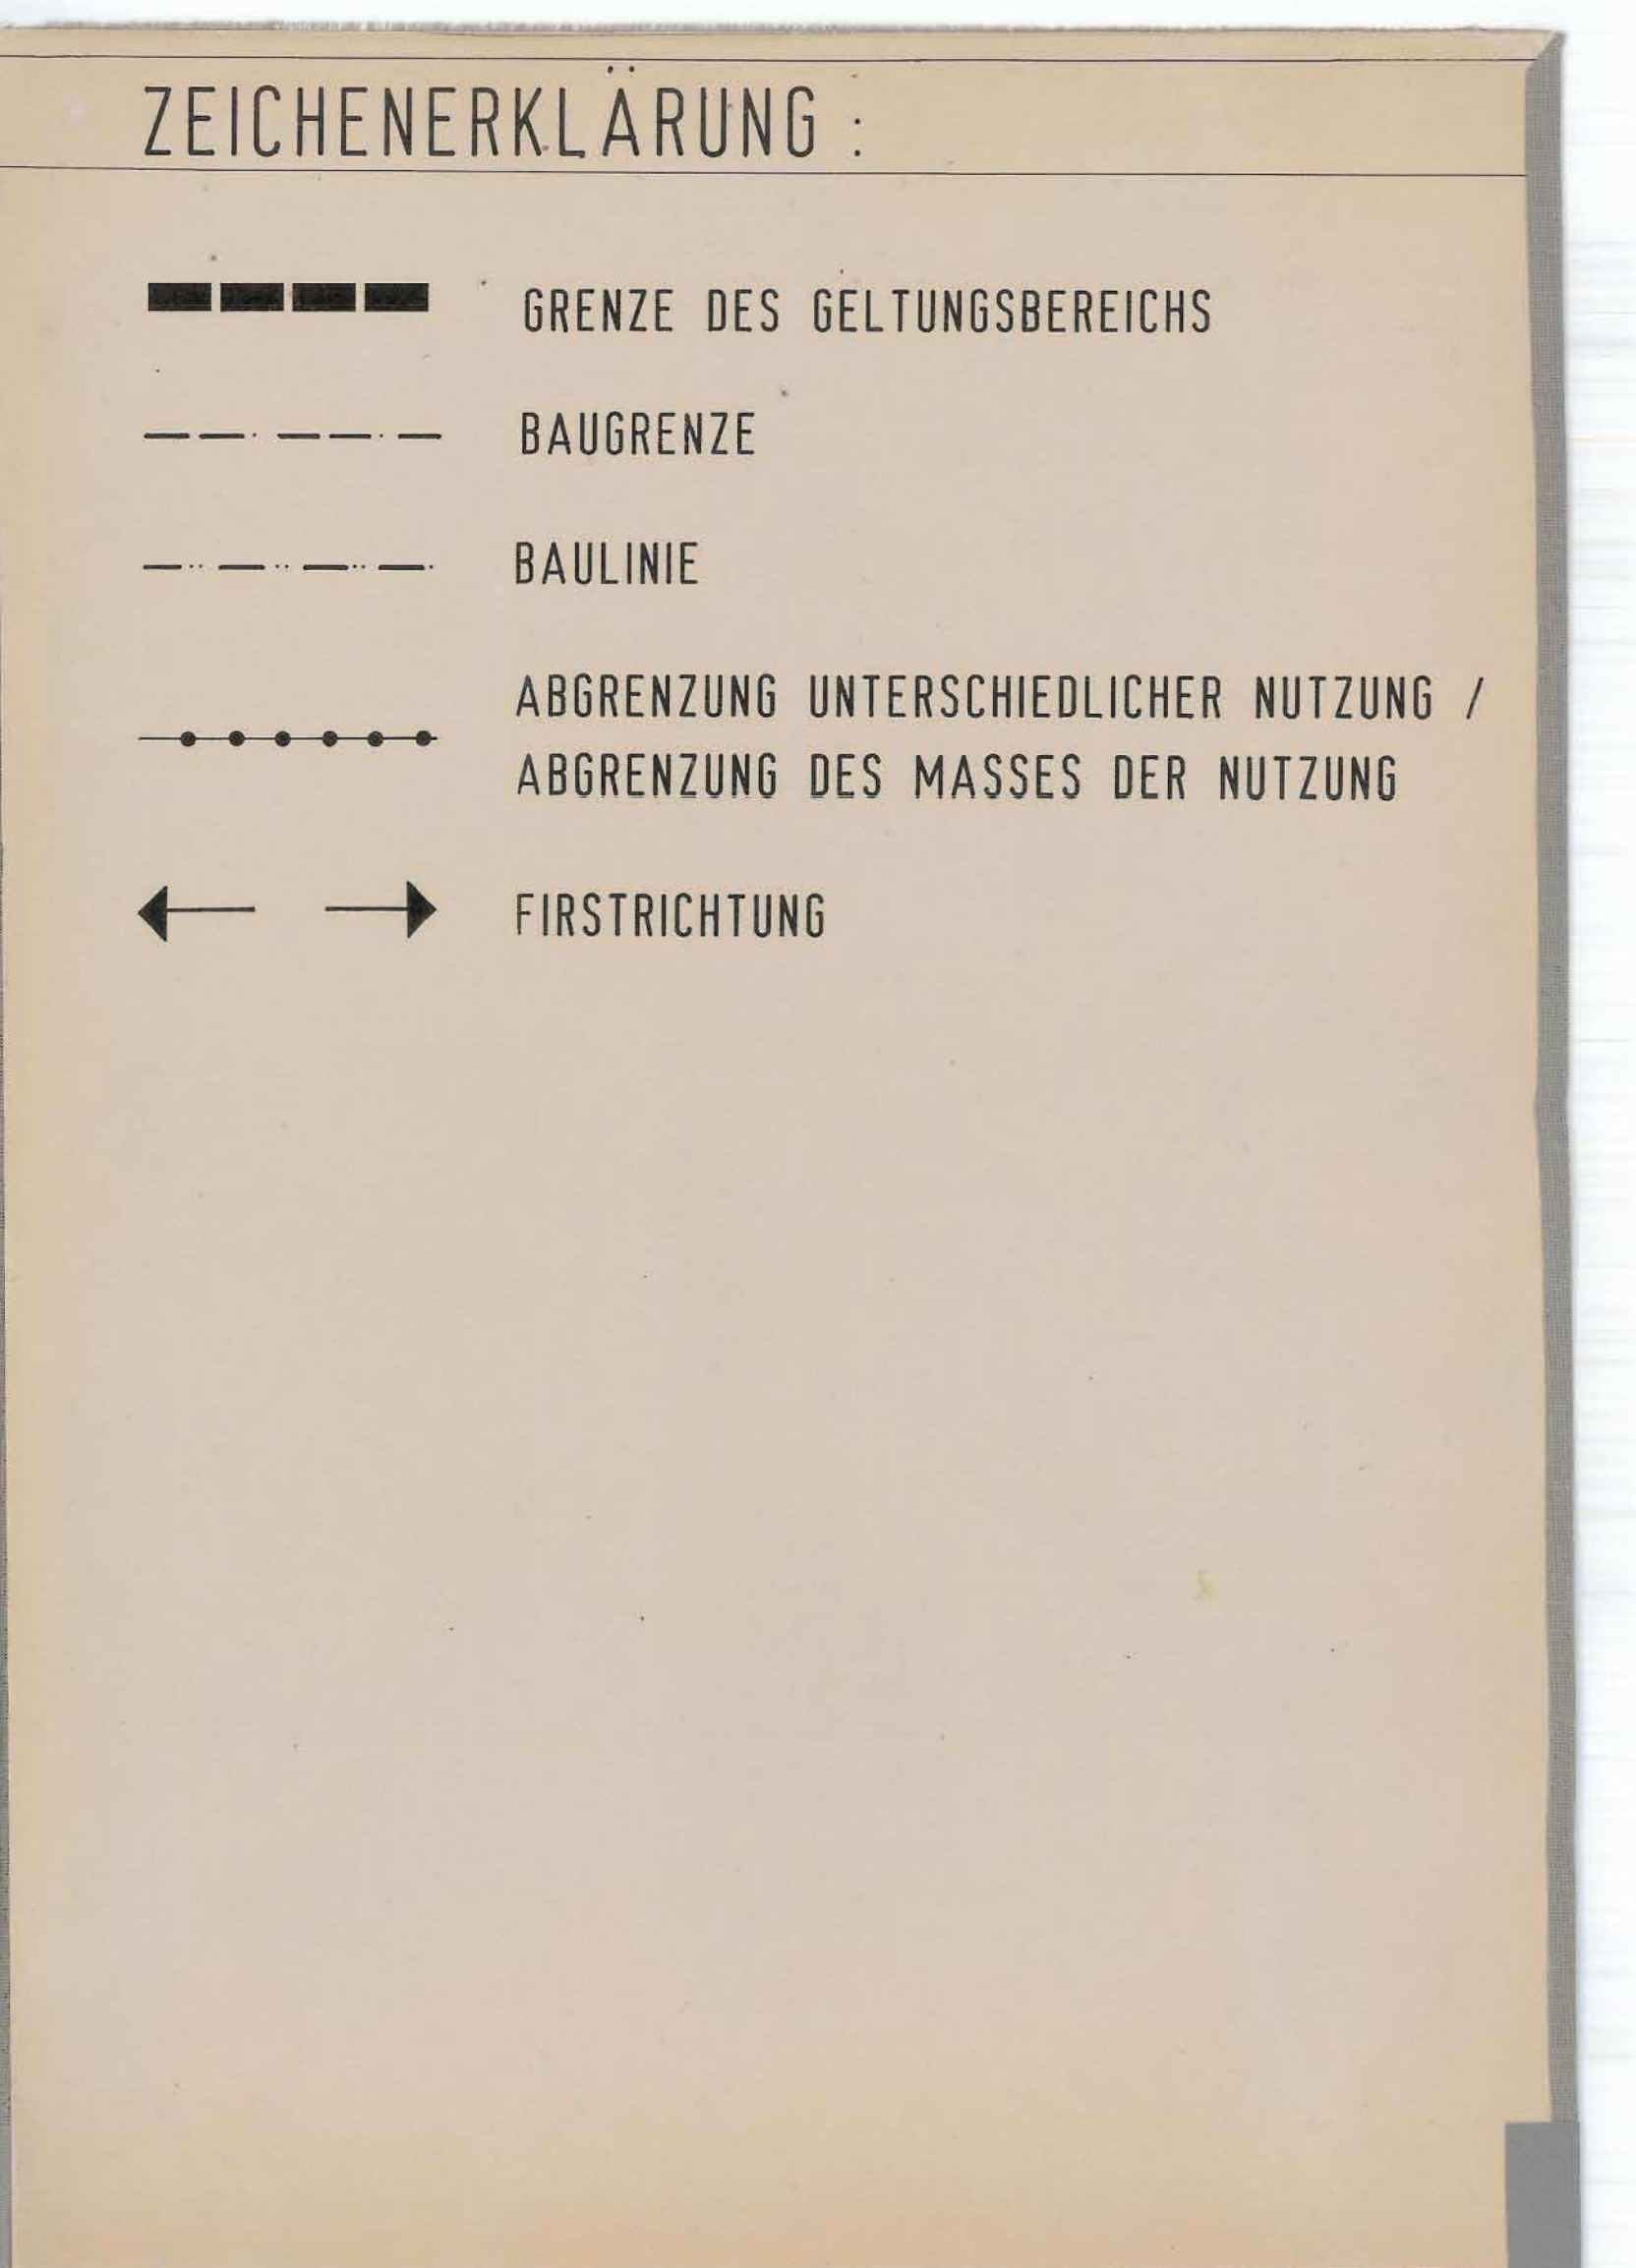 ZEICHENERKLÄRUNG :
GRENZE DES GELTUNGSBEREICHS
BAUGRENZE
BAULINIE
ABGRENZUNG UNTERSCHIEDLICHER NUTZUNG /
ABGRENZUNG DES MASSES DER NUTZUNG
FIRSTRICHTUNG